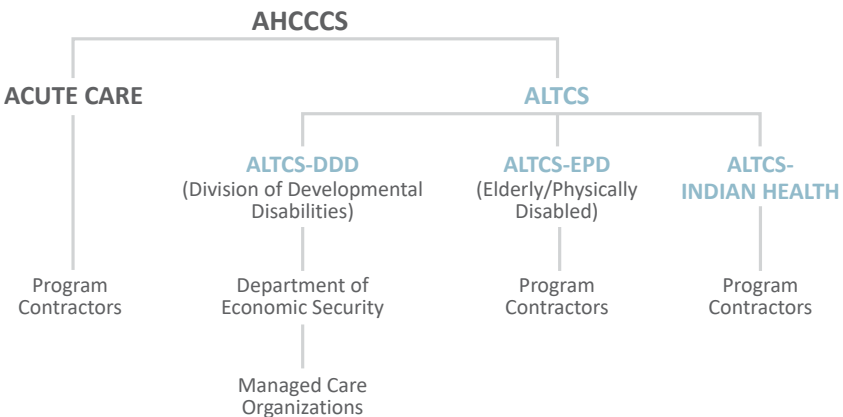 AHCCCS
ACUTE CARE
ALTCS
ALTCS-DDD
(Division of Developmental
Disabilities)
ALTCS-EPD
(Elderly/Physically
Disabled)
ALTCS-
INDIAN HEALTH
Program
Contractors
Department of
Economic Security
Program
Contractors
Program
Contractors
Managed Care
Organizations